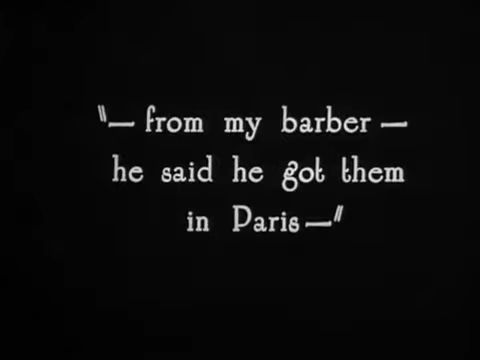 "— from my barber —
he said he got them
in Paris —"